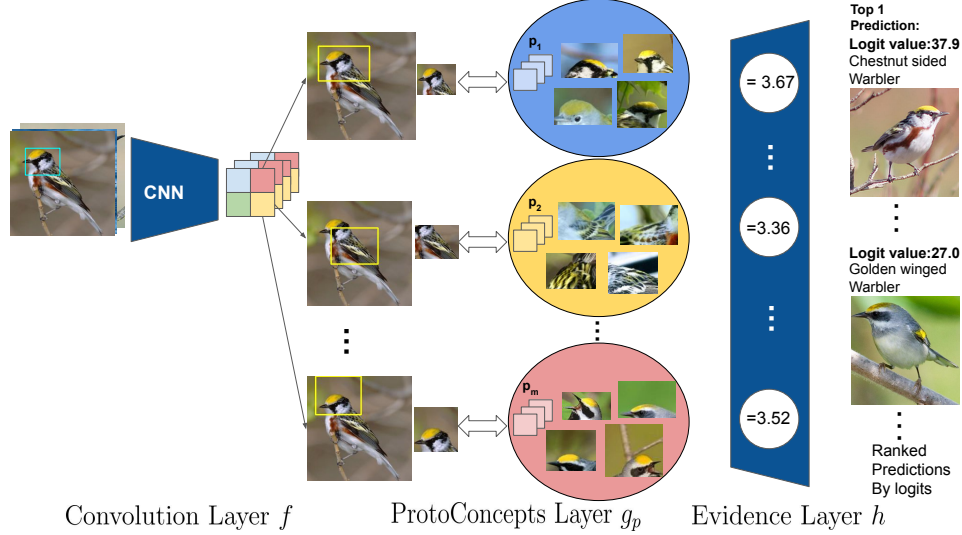 CNN
p1
p2
pm
= 3.67
=3.36
=3.52
Top 1
Prediction:
Logit value:37.9
Chestnut sided
Warbler
Logit value:27.0
Golden winged
Warbler
Ranked
Predictions
By logits
Convolution Layer f
ProtoConcepts Layer gp
Evidence Layer h